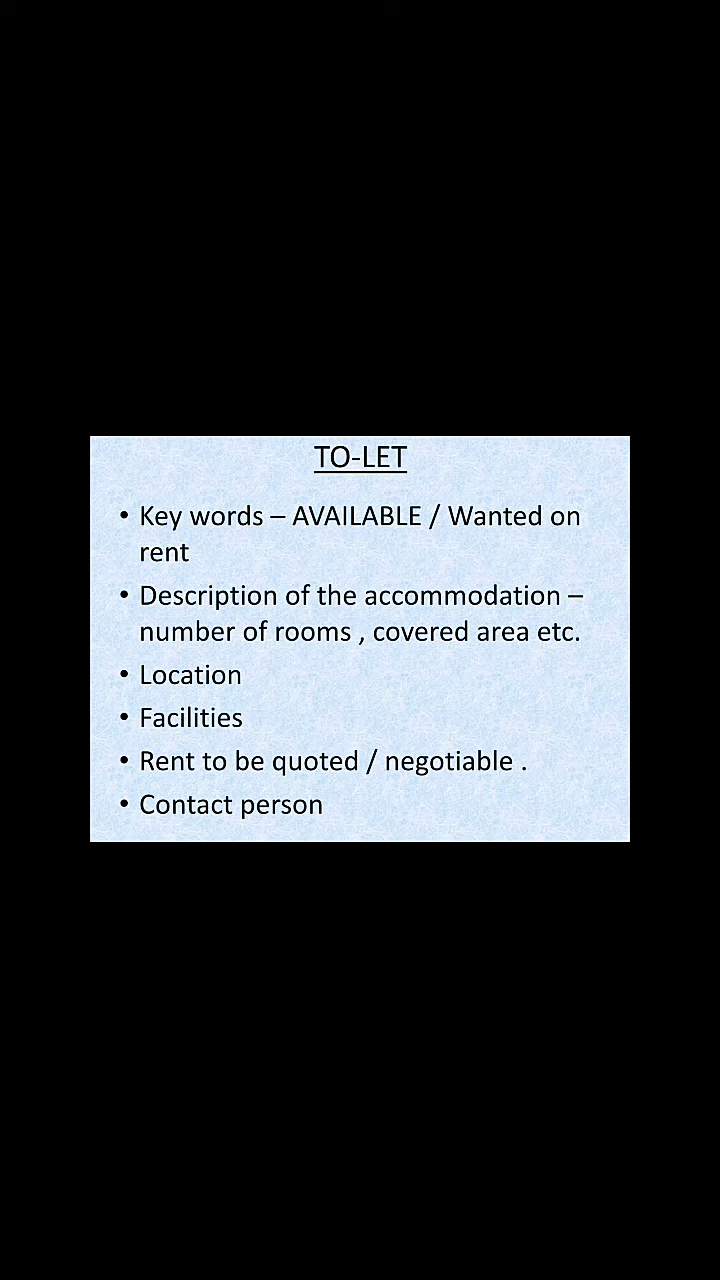 TO-LET
• Key words – AVAILABLE / Wanted on
rent
• Description of the accommodation –
number of rooms , covered area etc.
• Location
• Facilities
• Rent to be quoted / negotiable .
• Contact person